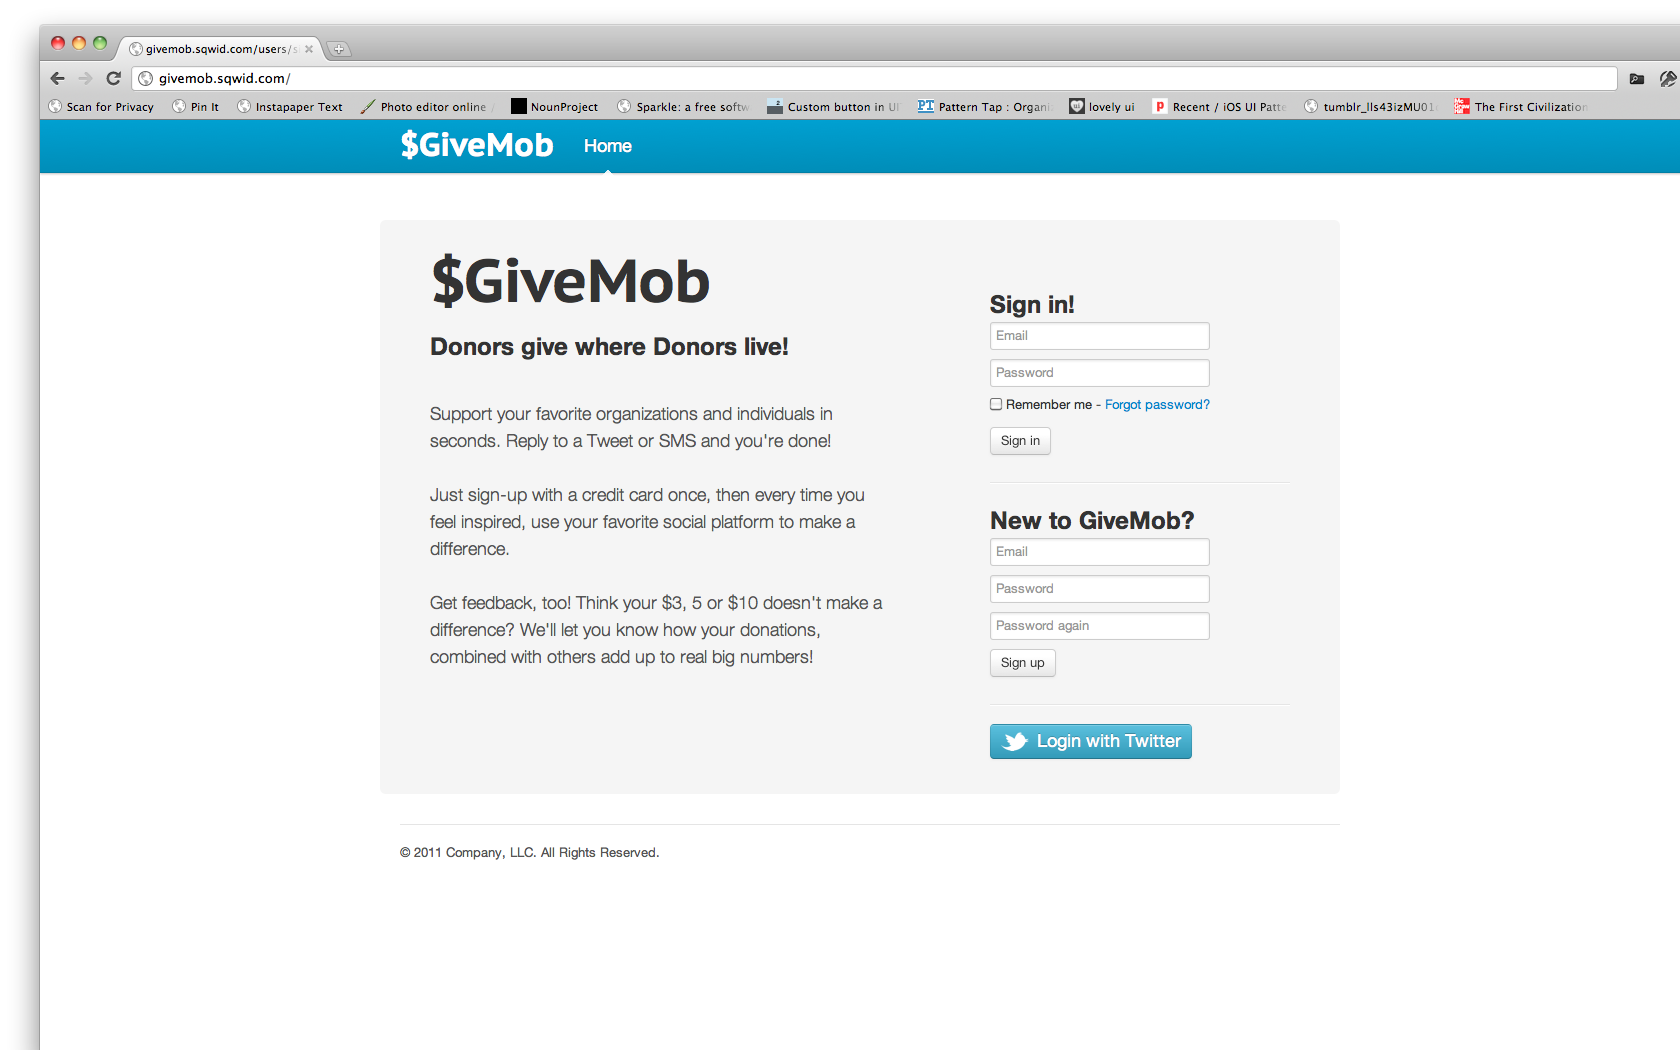 givemob.sqwid.com/users/s
givemob.sqwid.com/
Scan for Privacy
Pin It
Instapaper Text
Photo editor online /
NounProject
Sparkle: a free softw
Custom button in UI
PT Pattern Tap : Organi
lovely ui
Recent / iOS UI Patte
tumblr_lls43izMU01
The First Civilization
$GiveMob
Home
$GiveMob
Donors give where Donors live!
Support your favorite organizations and individuals in
seconds. Reply to a Tweet or SMS and you're done!
Just sign-up with a credit card once, then every time you
feel inspired, use your favorite social platform to make a
difference.
Get feedback, too! Think your $3, 5 or $10 doesn't make a
difference? We'll let you know how your donations,
combined with others add up to real big numbers!
Sign in!
Email
Password
Remember me - Forgot password?
Sign in
New to GiveMob?
Email
Password
Password again
Sign up
Login with Twitter
© 2011 Company, LLC. All Rights Reserved.